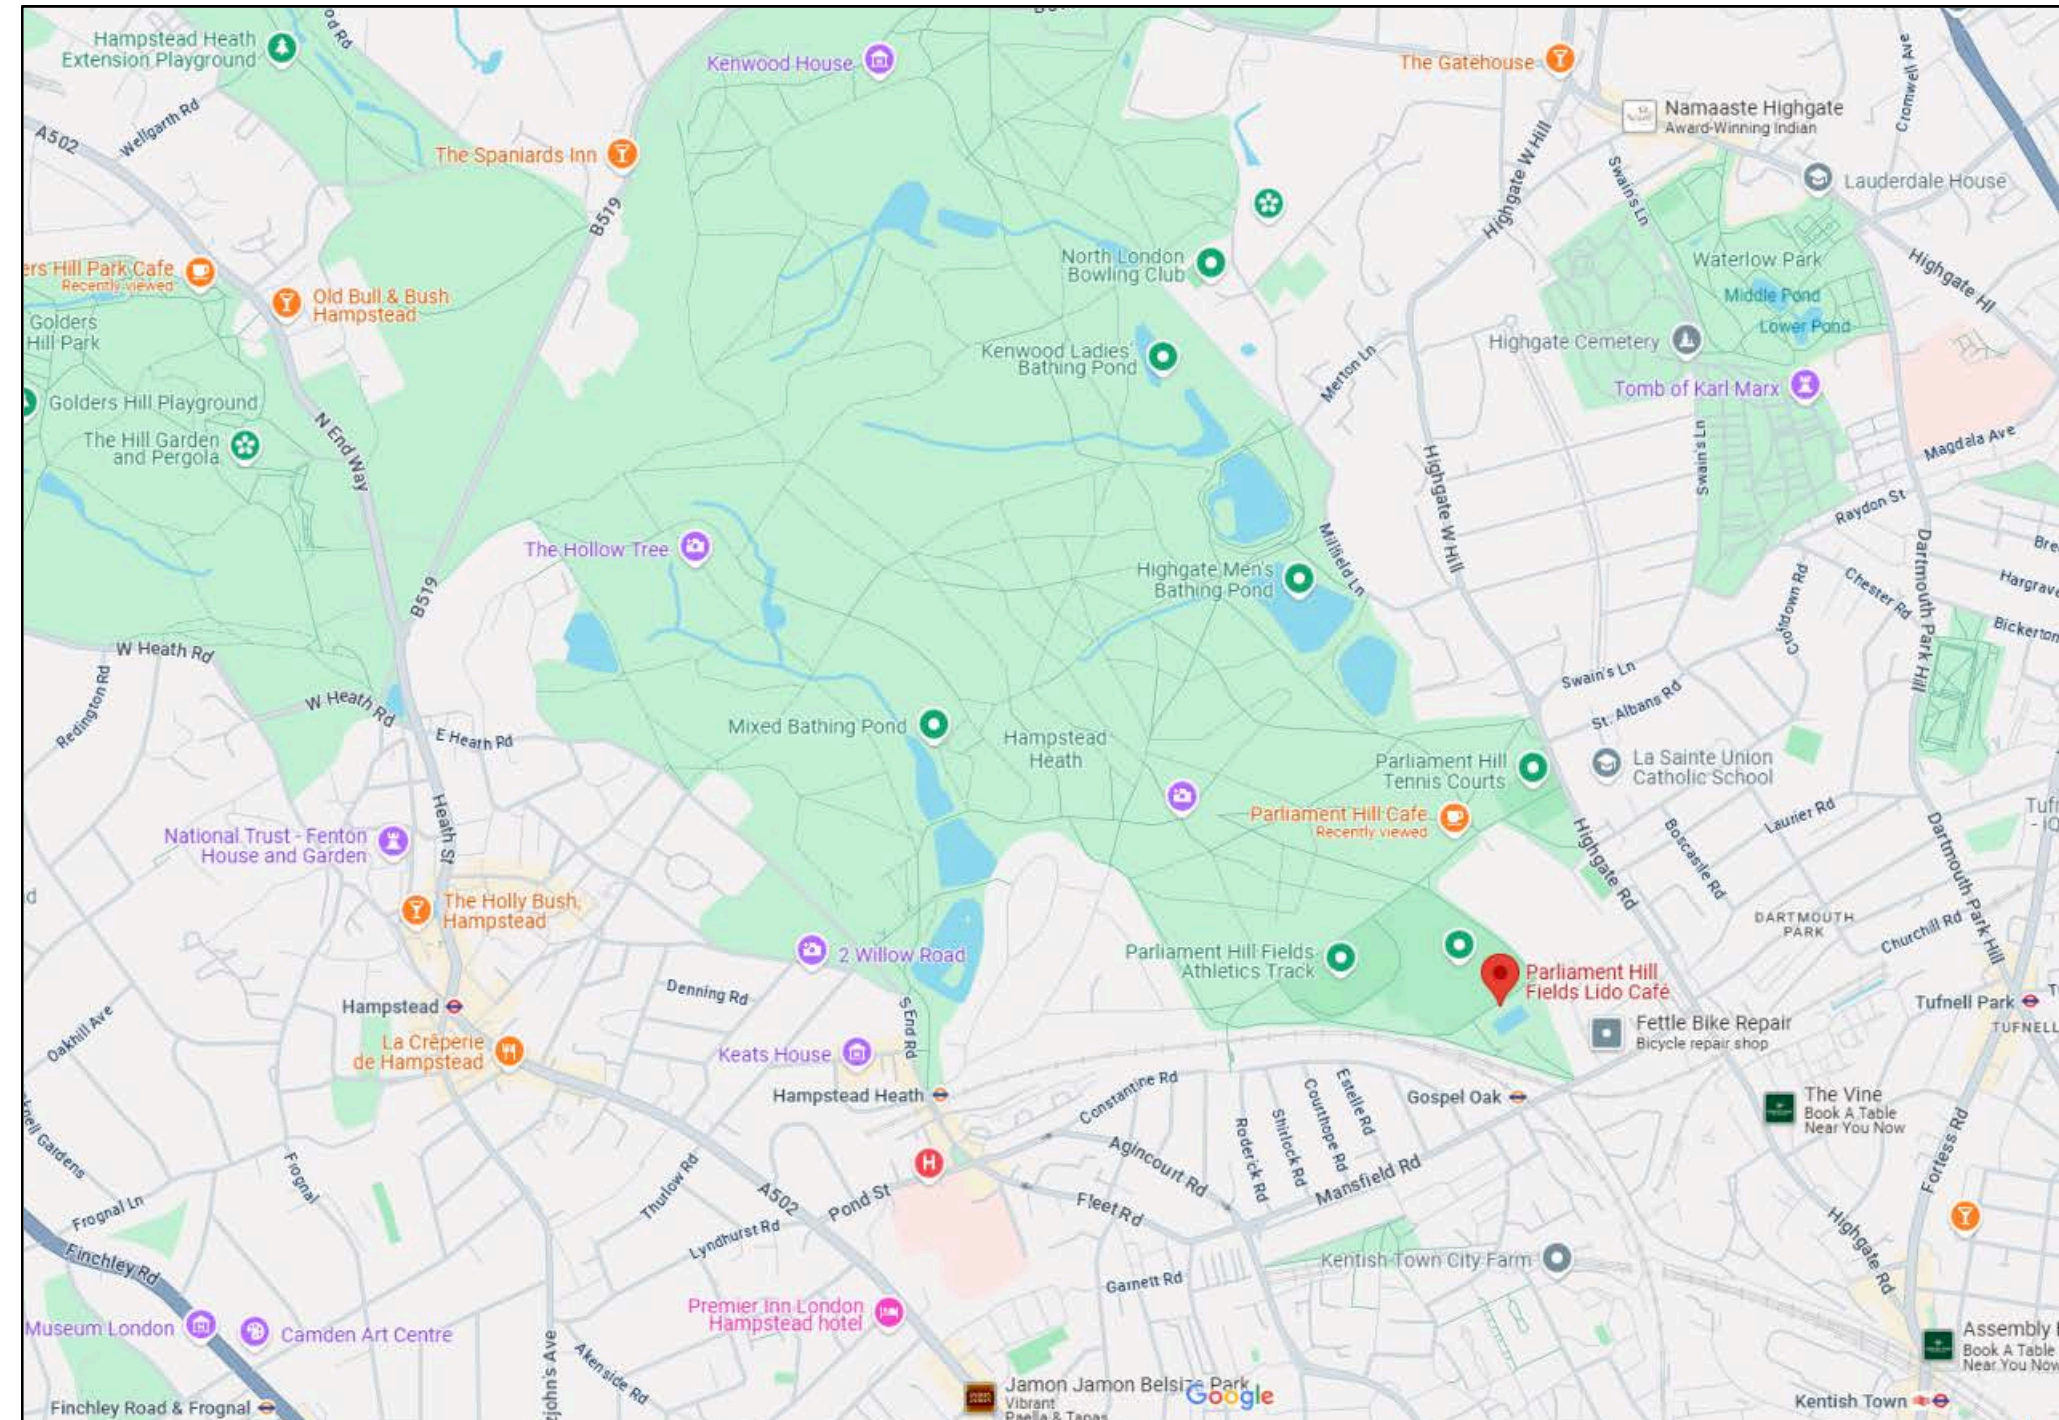 Hampstead Heath
Extension Playground
Kenwood House
The Gatehouse
Cromwell Ave
Namaaste Highgate
Award-Winning Indian
Wellgarth Rd
A502
The Spaniards Inn
Highgate W Hill
Swain's Ln
Lauderdale House
B519
North London
Bowling Club
Waterlow Park
Highgate Hl
Hill Park Cafe
Recently viewed
Old Bull & Bush
Hampstead
Middle Pond
Lower Pond
Golders
Hill Park
Kenwood Ladies'
Bathing Pond
Merton Ln
Highgate Cemetery
Tomb of Karl Marx
Golders Hill Playground
N End Way
The Hill Garden
and Pergola
Highgate W Hill
Swain's Ln
Magdala Ave
Raydon St
The Hollow Tree
Millfield Ln
Dartmouth Park Hill
Highgate Men's
Bathing Pond
B519
Croftdown Rd
Chester Rd
Hargrave
Bickerton
W Heath Rd
Redington Rd
W Heath Rd
Swain's Ln
St. Albans Rd
E Heath Rd
Mixed Bathing Pond
Hampstead
Heath
Parliament Hill
Tennis Courts
La Sainte Union
Catholic School
Parliament Hill Cafe
Recently viewed
Heath St
National Trust - Fenton
House and Garden
Highgate Rd
Boscastle Rd
Laurier Rd
Dartmouth Park Hill
The Holly Bush,
Hampstead
DARTMOUTH
PARK
Churchill Rd
2 Willow Road
Parliament Hill Fields
Athletics Track
Parliament Hill
Fields Lido Café
Denning Rd
Hampstead
S End Rd
Tufnell Park
TUFNELL
Fettle Bike Repair
Bicycle repair shop
Oakhill Ave
La Crêperie
de Hampstead
Keats House
Hampstead Heath
Constantine Rd
Estelle Rd
Courthope Rd
Shirlock Rd
Roderick Rd
Gospel Oak
The Vine
Book A Table
Near You Now
Agincourt Rd
Mansfield Rd
Fortess Rd
Gardens
Frognal
Thurlow Rd
A502
Pond St
H
Fleet Rd
Frognal Ln
Lyndhurst Rd
Highgate Rd
Finchley Rd
Kentish Town City Farm
Garnett Rd
Museum London
Camden Art Centre
Premier Inn London
Hampstead hotel
Akenside Rd
Assembly
Book A Table
Near You Now
Jamon Jamon Belsize Park
Vibrant
Paella & Tapas
Google
Finchley Road & Frognal
Kentish Town